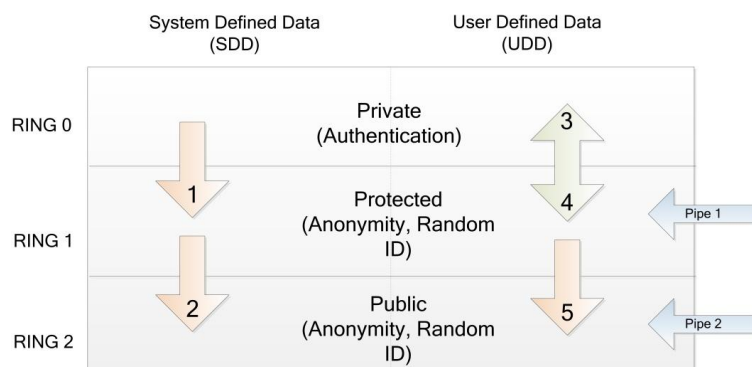 System Defined Data
(SDD)
User Defined Data
(UDD)
RING 0
Private
(Authentication)
3
1
4
Protected
(Anonymity, Random
ID)
Pipe 1
RING 1
2
Public
(Anonymity, Random
ID)
5
Pipe 2
RING 2